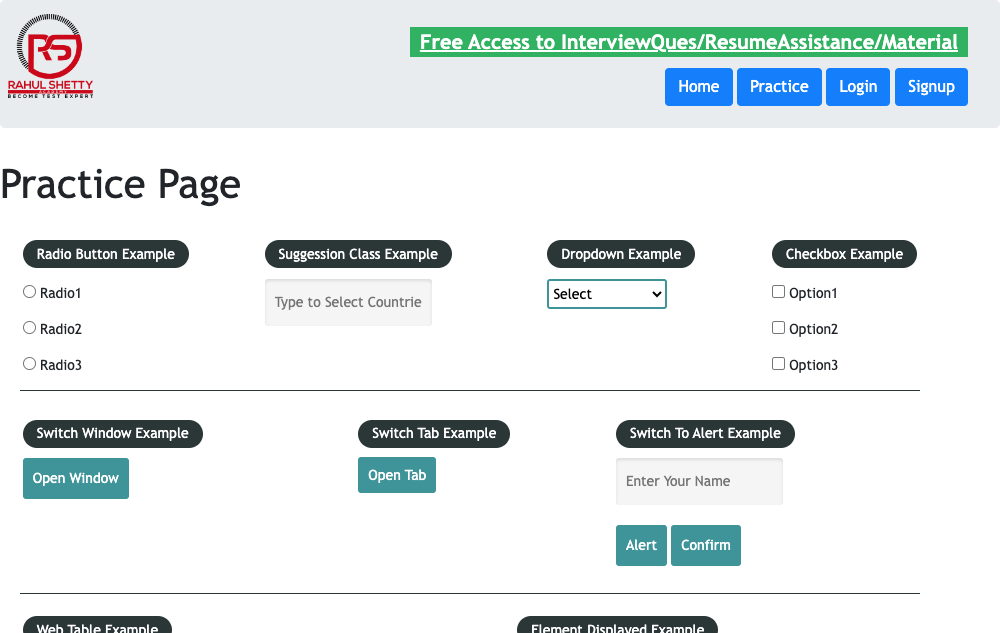 RS
RAHUL SHETTY
ACADEMY
BECOME TEST EXPERT
Free Access to InterviewQues/ResumeAssistance/Material
Home Practice Login Signup
Practice Page
Radio Button Example
Radio1
Radio2
Radio3
Suggession Class Example
Type to Select Countrie
Dropdown Example
Select
Checkbox Example
Option1
Option2
Option3
Switch Window Example
Open Window
Switch Tab Example
Open Tab
Switch To Alert Example
Enter Your Name
Alert Confirm
Web Table Example
Element Displayed Example